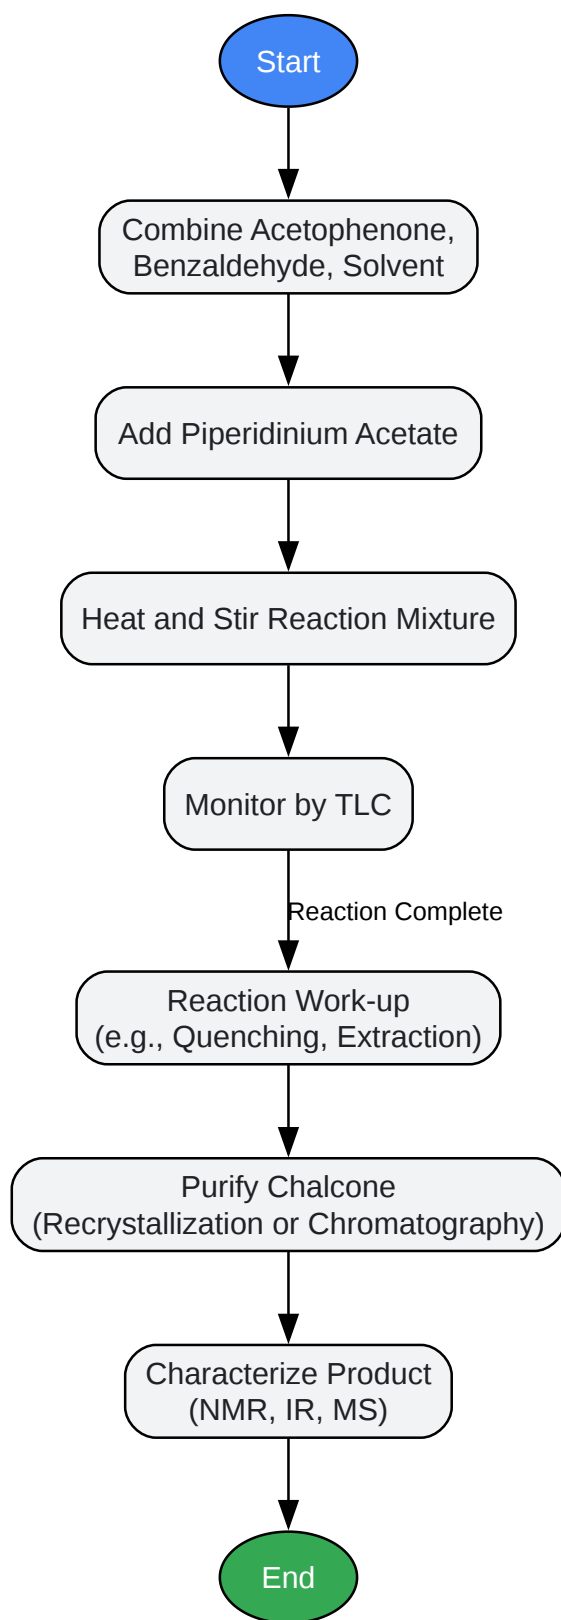 Start
Combine Acetophenone,
Benzaldehyde, Solvent
Add Piperidinium Acetate
Heat and Stir Reaction Mixture
Monitor by TLC
Reaction Complete
Reaction Work-up
(e.g., Quenching, Extraction)
Purify Chalcone
(Recrystallization or Chromatography)
Characterize Product
(NMR, IR, MS)
End